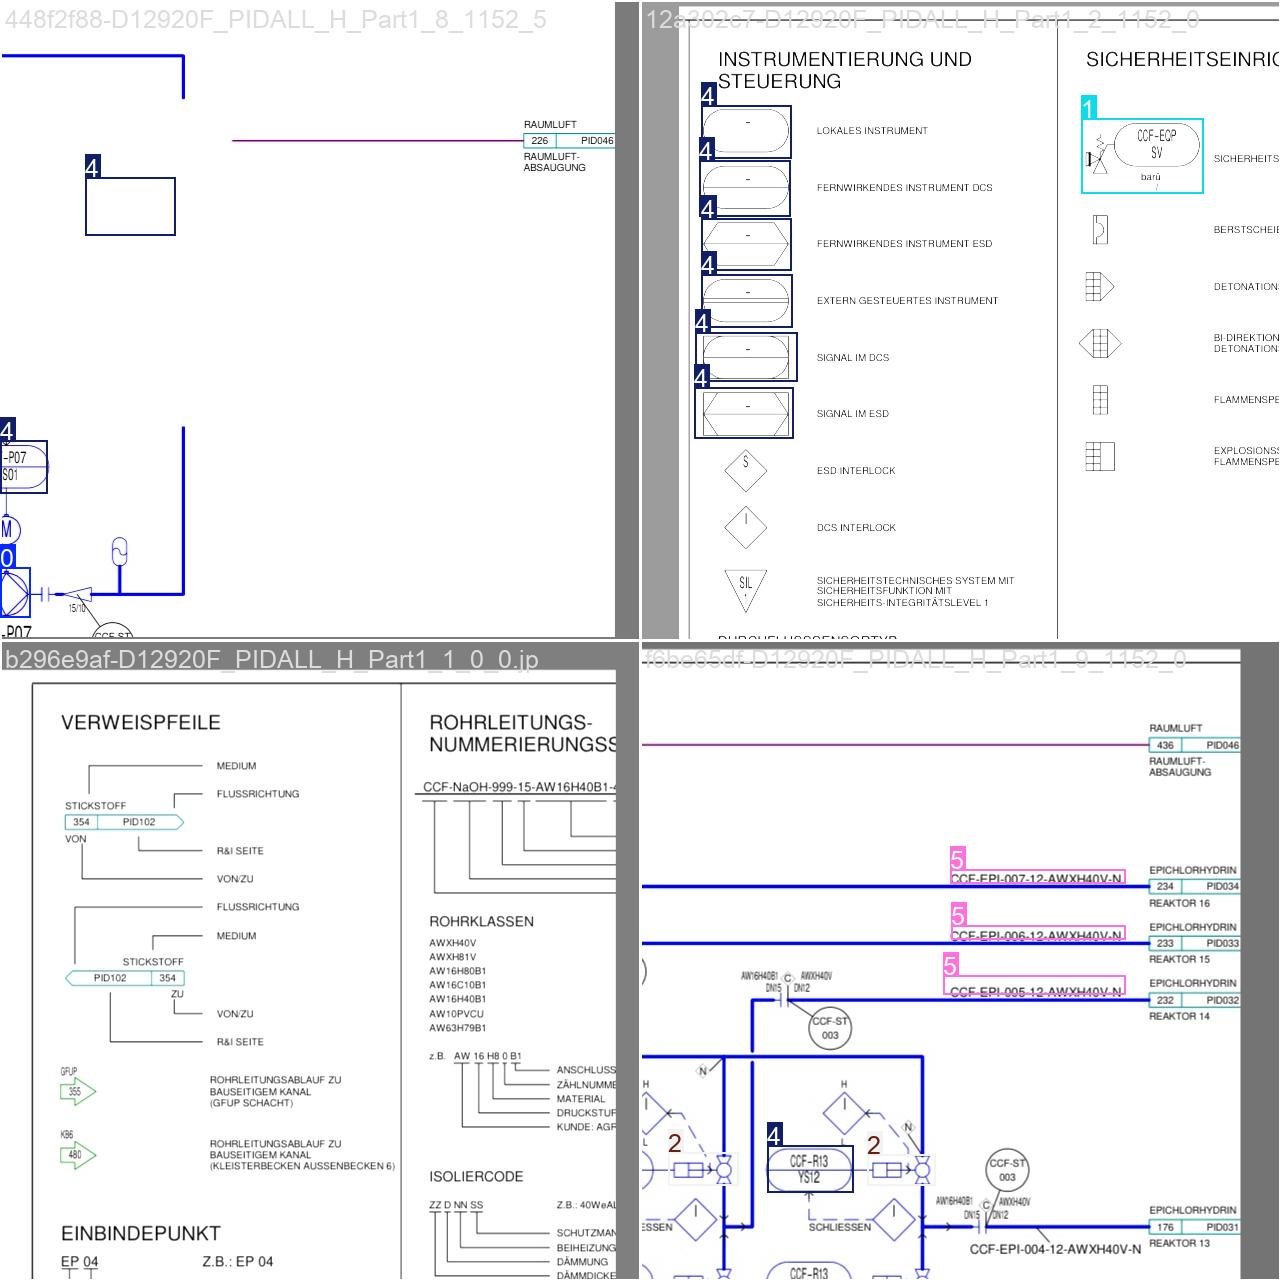 448f2f88-D12920F_PIDALL_H_Part1_8_1152_5
RAUMLUFT
226 PID046
RAUMLUFT-
ABSAUGUNG
4
4
-P07
S01
M
0
15/10
-P07
CCF-ST
12a302c7-D12920F_PIDALL_H_Part1_2_1152_0
INSTRUMENTIERUNG UND
STEUERUNG
4
LOKALES INSTRUMENT
4
FERNWIRKENDES INSTRUMENT DCS
4
FERNWIRKENDES INSTRUMENT ESD
4
EXTERN GESTEUERTES INSTRUMENT
4
SIGNAL IM DCS
4
SIGNAL IM ESD
S
ESD INTERLOCK
I
DCS INTERLOCK
SIL
SICHERHEITSTECHNISCHES SYSTEM MIT
SICHERHEITSFUNKTION MIT
SICHERHEITS-INTEGRITÄTSLEVEL 1
DURCHFLUSSSENSORTYP
SICHERHEITSEINRIC
1
CCF-EQP
SV
barü
/
SICHERHEITS
BERSTSCHEIE
DETONATION
BI-DIREKTION
DETONATION
FLAMMENSPE
EXPLOSIONSS
FLAMMENSPE
b296e9af-D12920F_PIDALL_H_Part1_1_0_0.jp
VERWEISPFEILE
MEDIUM
FLUSSRICHTUNG
STICKSTOFF
354 PID102
VON
R&I SEITE
VON/ZU
FLUSSRICHTUNG
MEDIUM
STICKSTOFF
PID102 354
ZU
VON/ZU
R&I SEITE
GFUP
355
ROHRLEITUNGSABLAUF ZU
BAUSEITIGEM KANAL
(GFUP SCHACHT)
KB6
480
ROHRLEITUNGSABLAUF ZU
BAUSEITIGEM KANAL
(KLEISTERBECKEN AUSSENBECKEN 6)
EINBINDEPUNKT
EP 04 Z.B.: EP 04
ROHRLEITUNGS-
NUMMERIERUNGSS
CCF-NaOH-999-15-AW16H40B1-4
ROHRKLASSEN
AWXH40V
AWXH81V
AW16H80B1
AW16C10B1
AW16H40B1
AW10PVCU
AW63H79B1
z.B. AW 16 H8 0 B1
ANSCHLUSS
ZÄHLNUMME
MATERIAL
DRUCKSTUF
KUNDE: AGR
ISOLIERCODE
ZZ D NN SS Z.B.: 40WeAL
SCHUTZMAN
BEIHEIZUNG
DÄMMUNG
DÄMMDICKE
f6be65df-D12920F_PIDALL_H_Part1_9_1152_0
RAUMLUFT
436 PID046
RAUMLUFT-
ABSAUGUNG
5
CCF-EPI-007-12-AWXH40V-N
EPICHLORHYDRIN
234 PID034
REAKTOR 16
5
CCF-EPI-006-12-AWXH40V-N
EPICHLORHYDRIN
233 PID033
REAKTOR 15
5
CCF-EPI-005-12-AWXH40V-N
EPICHLORHYDRIN
232 PID032
REAKTOR 14
AW16H40B1 C AWXH40V
DN15 DN12
CCF-ST
003
N
H
I
L
2
H
I
L
N
4
CCF-R13
YS12
2
CCF-ST
003
ESSEN
SCHLIESSEN
AW16H40B1 C AWXH40V
DN15 DN12
EPICHLORHYDRIN
176 PID031
REAKTOR 13
CCF-EPI-004-12-AWXH40V-N
CCF-R13